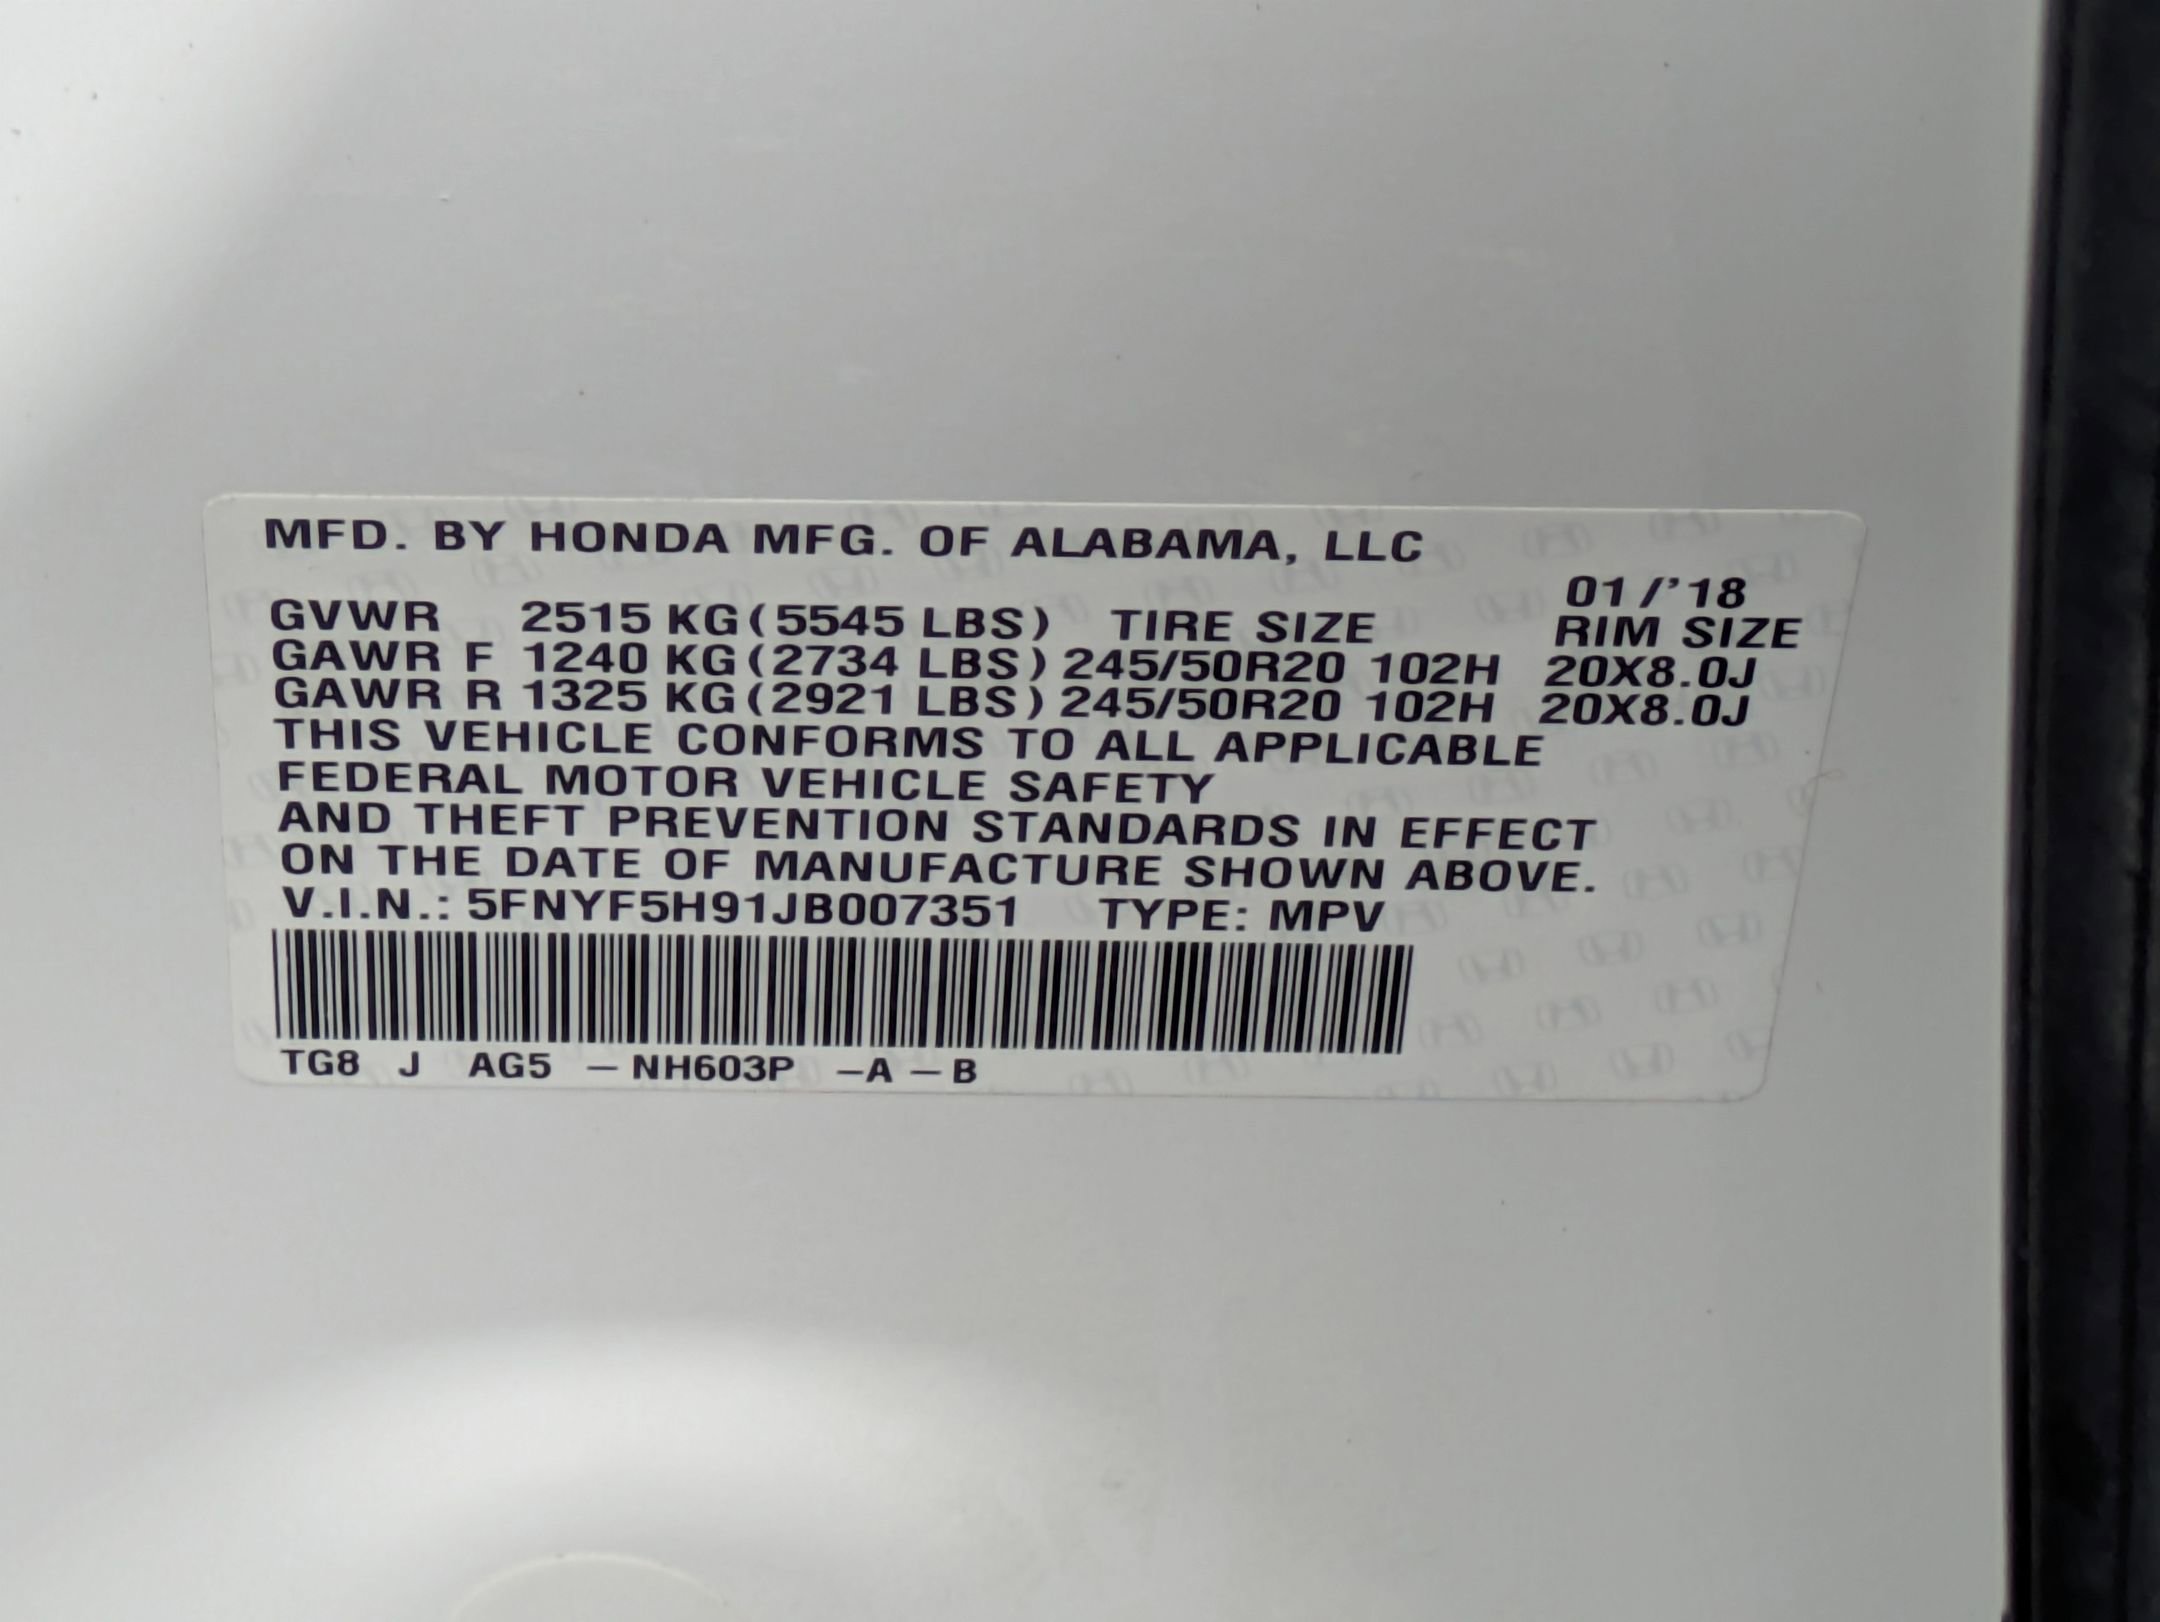 MFD. BY HONDA MFG. OF ALABAMA, LLC
01/'18
GVWR 2515 KG(5545 LBS) TIRE SIZE RIM SIZE
GAWR F 1240 KG(2734 LBS) 245/50R20 102H 20X8.0J
GAWR R 1325 KG(2921 LBS) 245/50R20 102H 20X8.0J
THIS VEHICLE CONFORMS TO ALL APPLICABLE
FEDERAL MOTOR VEHICLE SAFETY
AND THEFT PREVENTION STANDARDS IN EFFECT
ON THE DATE OF MANUFACTURE SHOWN ABOVE.
V.I.N.: 5FNYF5H91JB007351 TYPE: MPV
TG8 J AG5 – NH603P –A – B